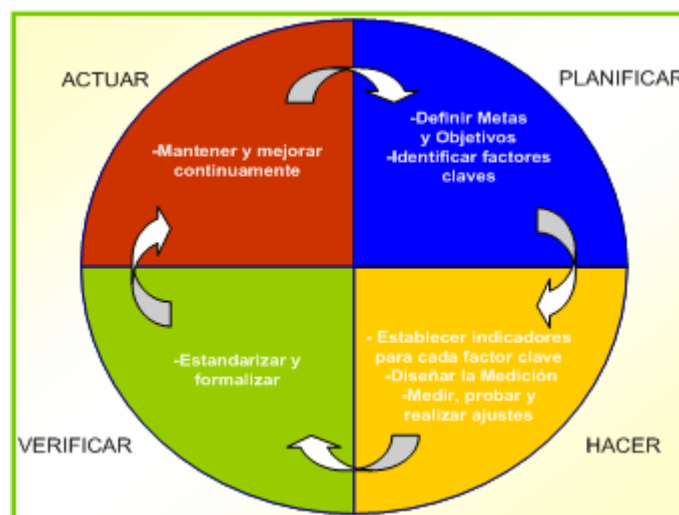 ACTUAR
PLANIFICAR
-Definir Metas
y Objetivos
-Identificar factores
claves
-Mantener y mejorar
continuamente
- Establecer indicadores
para cada factor clave
-Diseñar la Medición
-Medir, probar y
realizar ajustes
-Estandarizar y
formalizar
VERIFICAR
HACER